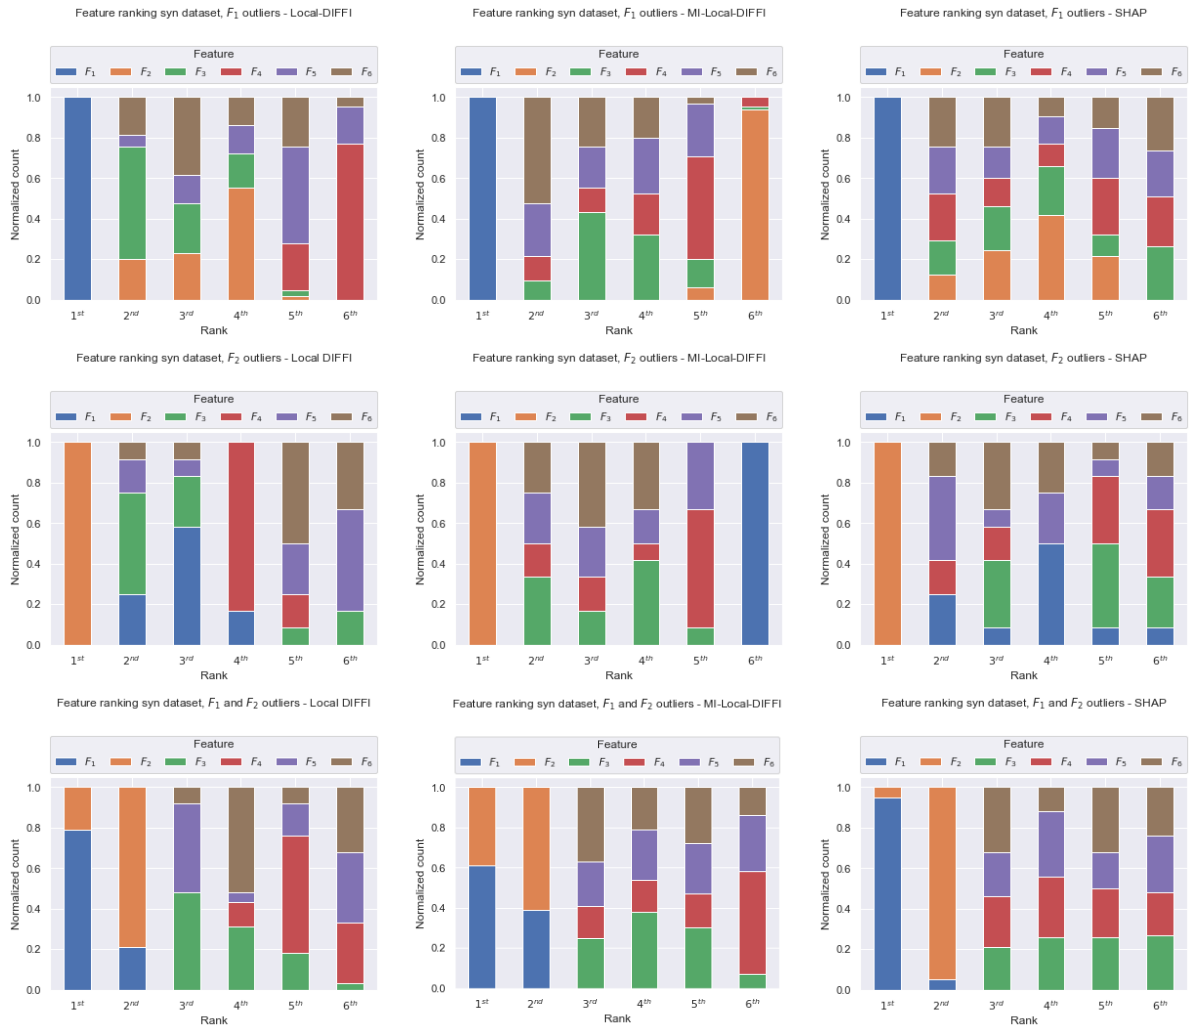 Feature ranking syn dataset, F₁ outliers - Local-DIFFI
Feature
F₁ F₂ F₃ F₄ F₅ F₆
1.0
0.8
0.6
0.4
0.2
0.0
Normalized count
1ˢᵗ 2ⁿᵈ 3ʳᵈ 4ᵗʰ 5ᵗʰ 6ᵗʰ
Rank
Feature ranking syn dataset, F₁ outliers - MI-Local-DIFFI
Feature
F₁ F₂ F₃ F₄ F₅ F₆
1.0
0.8
0.6
0.4
0.2
0.0
Normalized count
1ˢᵗ 2ⁿᵈ 3ʳᵈ 4ᵗʰ 5ᵗʰ 6ᵗʰ
Rank
Feature ranking syn dataset, F₁ outliers - SHAP
Feature
F₁ F₂ F₃ F₄ F₅ F₆
1.0
0.8
0.6
0.4
0.2
0.0
Normalized count
1ˢᵗ 2ⁿᵈ 3ʳᵈ 4ᵗʰ 5ᵗʰ 6ᵗʰ
Rank
Feature ranking syn dataset, F₂ outliers - Local DIFFI
Feature
F₁ F₂ F₃ F₄ F₅ F₆
1.0
0.8
0.6
0.4
0.2
0.0
Normalized count
1ˢᵗ 2ⁿᵈ 3ʳᵈ 4ᵗʰ 5ᵗʰ 6ᵗʰ
Rank
Feature ranking syn dataset, F₂ outliers - MI-Local-DIFFI
Feature
F₁ F₂ F₃ F₄ F₅ F₆
1.0
0.8
0.6
0.4
0.2
0.0
Normalized count
1ˢᵗ 2ⁿᵈ 3ʳᵈ 4ᵗʰ 5ᵗʰ 6ᵗʰ
Rank
Feature ranking syn dataset, F₂ outliers - SHAP
Feature
F₁ F₂ F₃ F₄ F₅ F₆
1.0
0.8
0.6
0.4
0.2
0.0
Normalized count
1ˢᵗ 2ⁿᵈ 3ʳᵈ 4ᵗʰ 5ᵗʰ 6ᵗʰ
Rank
Feature ranking syn dataset, F₁ and F₂ outliers - Local DIFFI
Feature
F₁ F₂ F₃ F₄ F₅ F₆
1.0
0.8
0.6
0.4
0.2
0.0
Normalized count
1ˢᵗ 2ⁿᵈ 3ʳᵈ 4ᵗʰ 5ᵗʰ 6ᵗʰ
Rank
Feature ranking syn dataset, F₁ and F₂ outliers - MI-Local-DIFFI
Feature
F₁ F₂ F₃ F₄ F₅ F₆
1.0
0.8
0.6
0.4
0.2
0.0
Normalized count
1ˢᵗ 2ⁿᵈ 3ʳᵈ 4ᵗʰ 5ᵗʰ 6ᵗʰ
Rank
Feature ranking syn dataset, F₁ and F₂ outliers - SHAP
Feature
F₁ F₂ F₃ F₄ F₅ F₆
1.0
0.8
0.6
0.4
0.2
0.0
Normalized count
1ˢᵗ 2ⁿᵈ 3ʳᵈ 4ᵗʰ 5ᵗʰ 6ᵗʰ
Rank